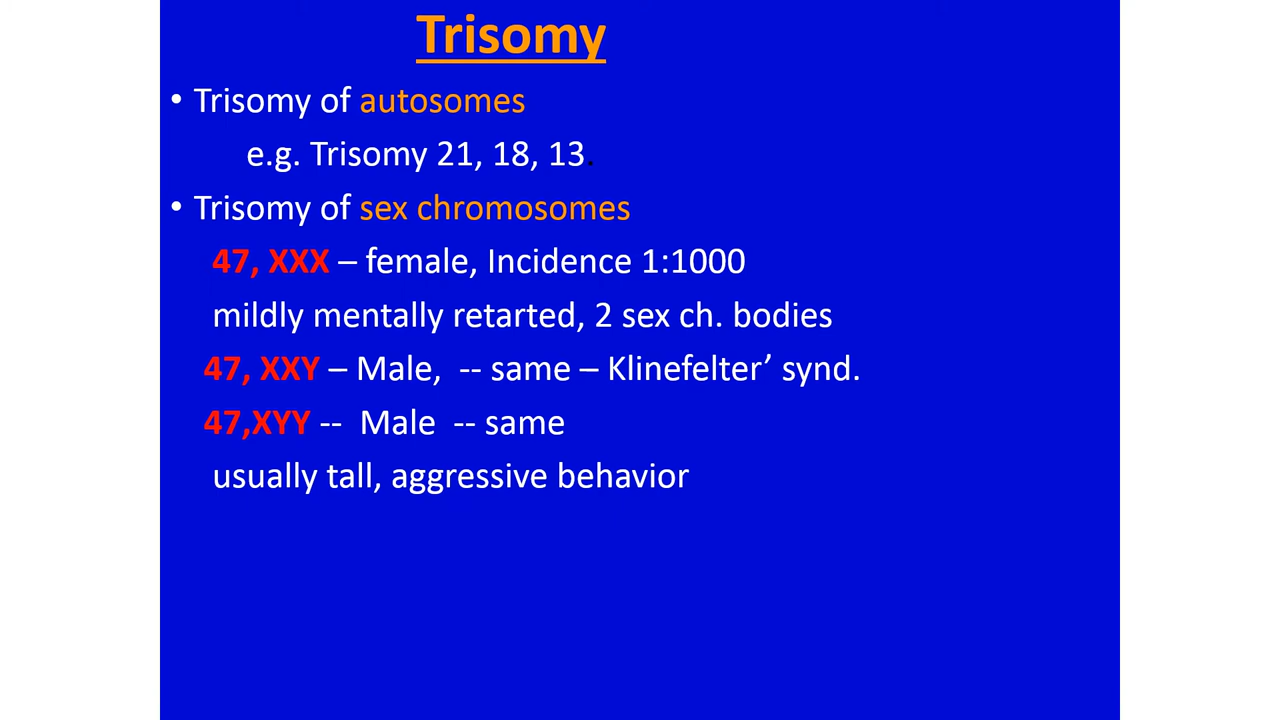 Trisomy
• Trisomy of autosomes
e.g. Trisomy 21, 18, 13.
• Trisomy of sex chromosomes
47, XXX – female, Incidence 1:1000
mildly mentally retarted, 2 sex ch. bodies
47, XXY – Male,  -- same – Klinefelter’ synd.
47,XYY --  Male  -- same
usually tall, aggressive behavior